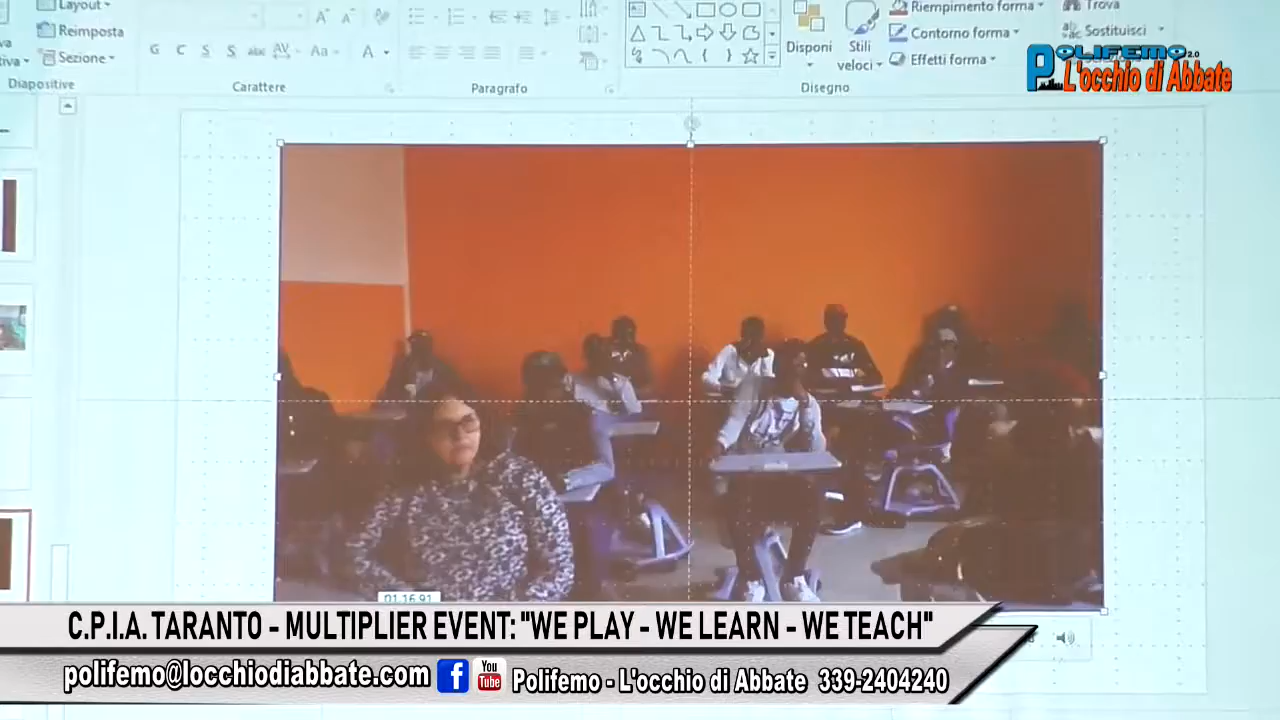 Layout
Reimposta
Sezione
Diapositive
G C S S abc AV Aa A
Carattere
Paragrafo
Disponi
Stili
veloci
Riempimento forma
Contorno forma
Effetti forma
Disegno
Trova
Sostituisci
POLIFEMO 2.0
L'occhio di Abbate
01:16,91
C.P.I.A. TARANTO - MULTIPLIER EVENT: "WE PLAY - WE LEARN - WE TEACH"
polifemo@locchiodiabbate.com f You Tube Polifemo - L'occhio di Abbate 339-2404240